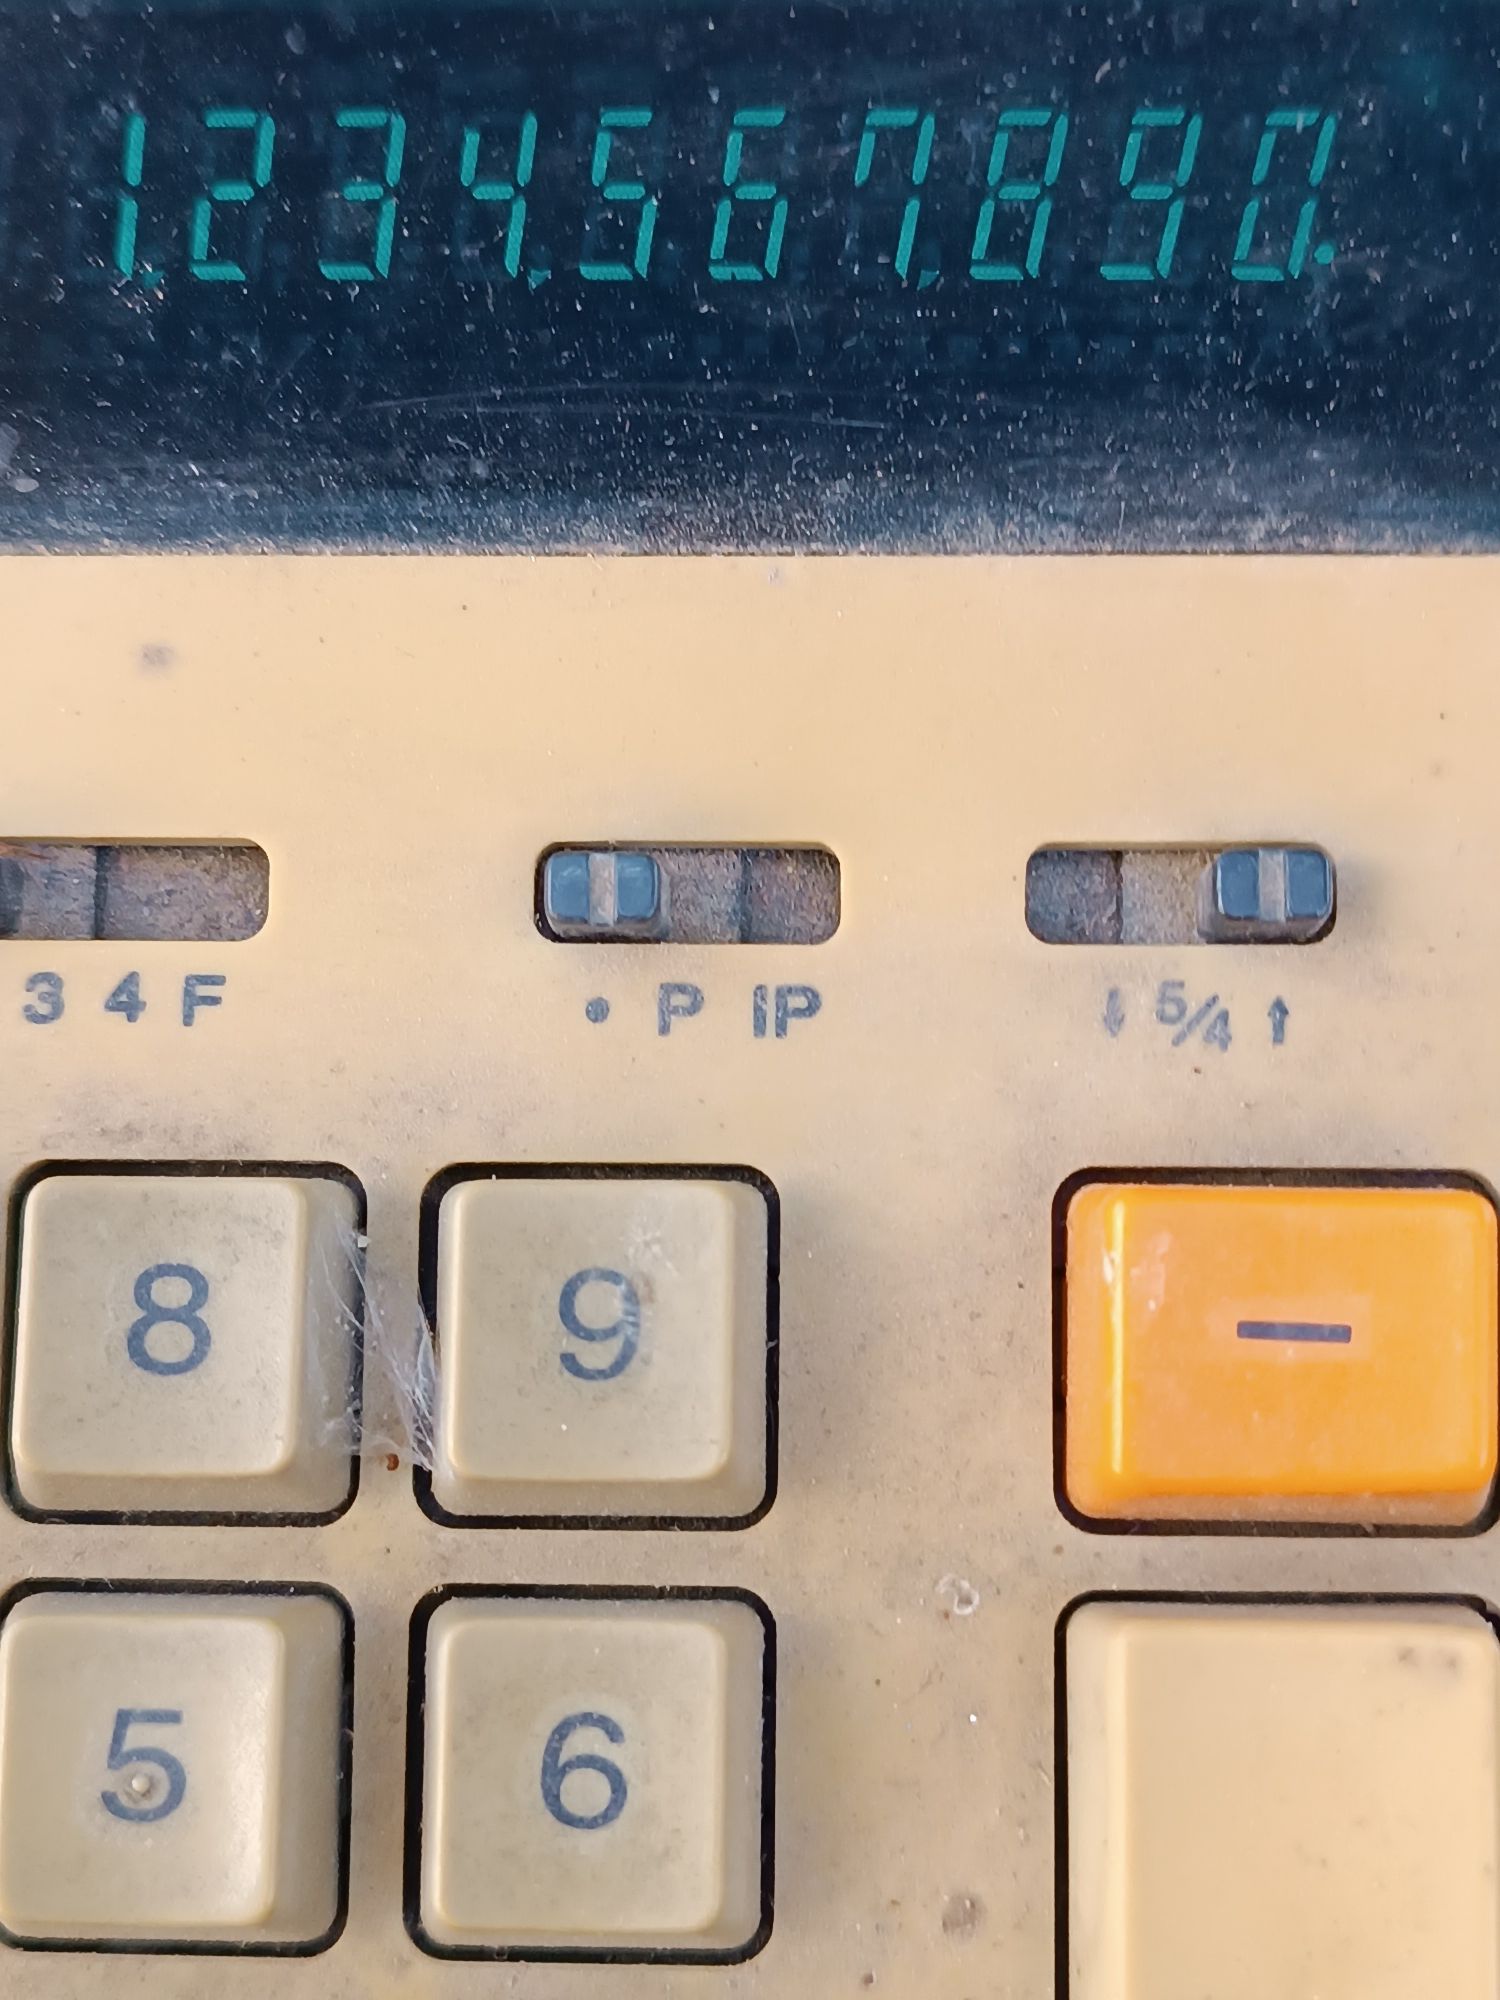 1,234,567,890.
3 4 F • P IP ↓ 5/4 ↑
8 9 −
5 6